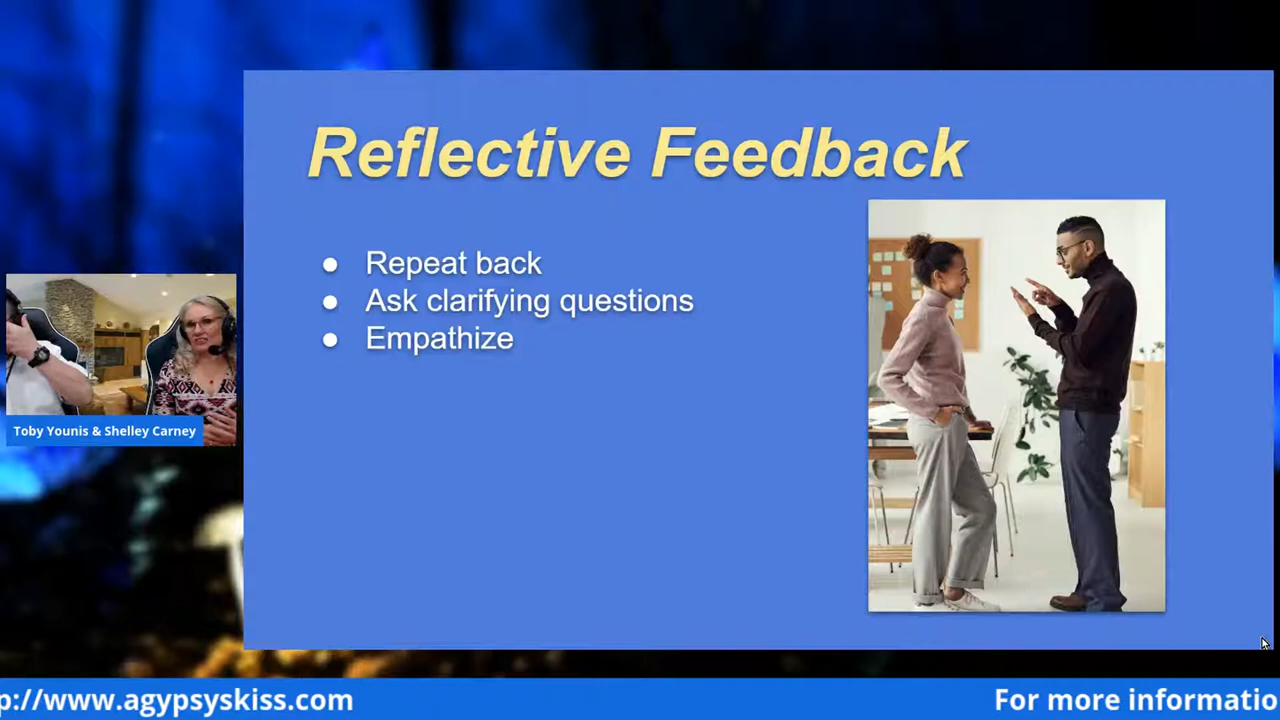 Reflective Feedback
● Repeat back
● Ask clarifying questions
● Empathize
Toby Younis & Shelley Carney
p://www.agypsyskiss.com
For more informatio